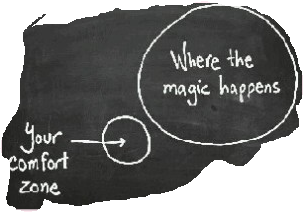 Where the
magic happens
Your
comfort
zone